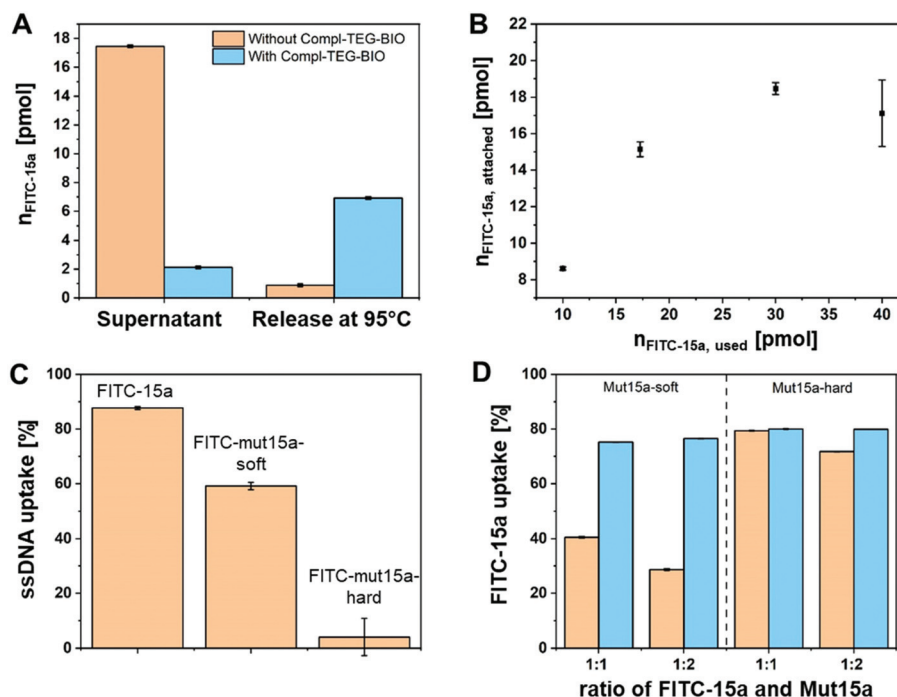 A
Without Compl-TEG-BIO
With Compl-TEG-BIO
n_FITC-15a [pmol]
18
16
14
12
10
8
6
4
2
0
Supernatant
Release at 95°C
B
n_FITC-15a, attached [pmol]
22
20
18
16
14
12
10
8
10 15 20 25 30 35 40
n_FITC-15a, used [pmol]
C
ssDNA uptake [%]
100
80
60
40
20
0
FITC-15a
FITC-mut15a-
soft
FITC-mut15a-
hard
D
FITC-15a uptake [%]
100
80
60
40
20
0
Mut15a-soft
Mut15a-hard
1:1 1:2 1:1 1:2
ratio of FITC-15a and Mut15a